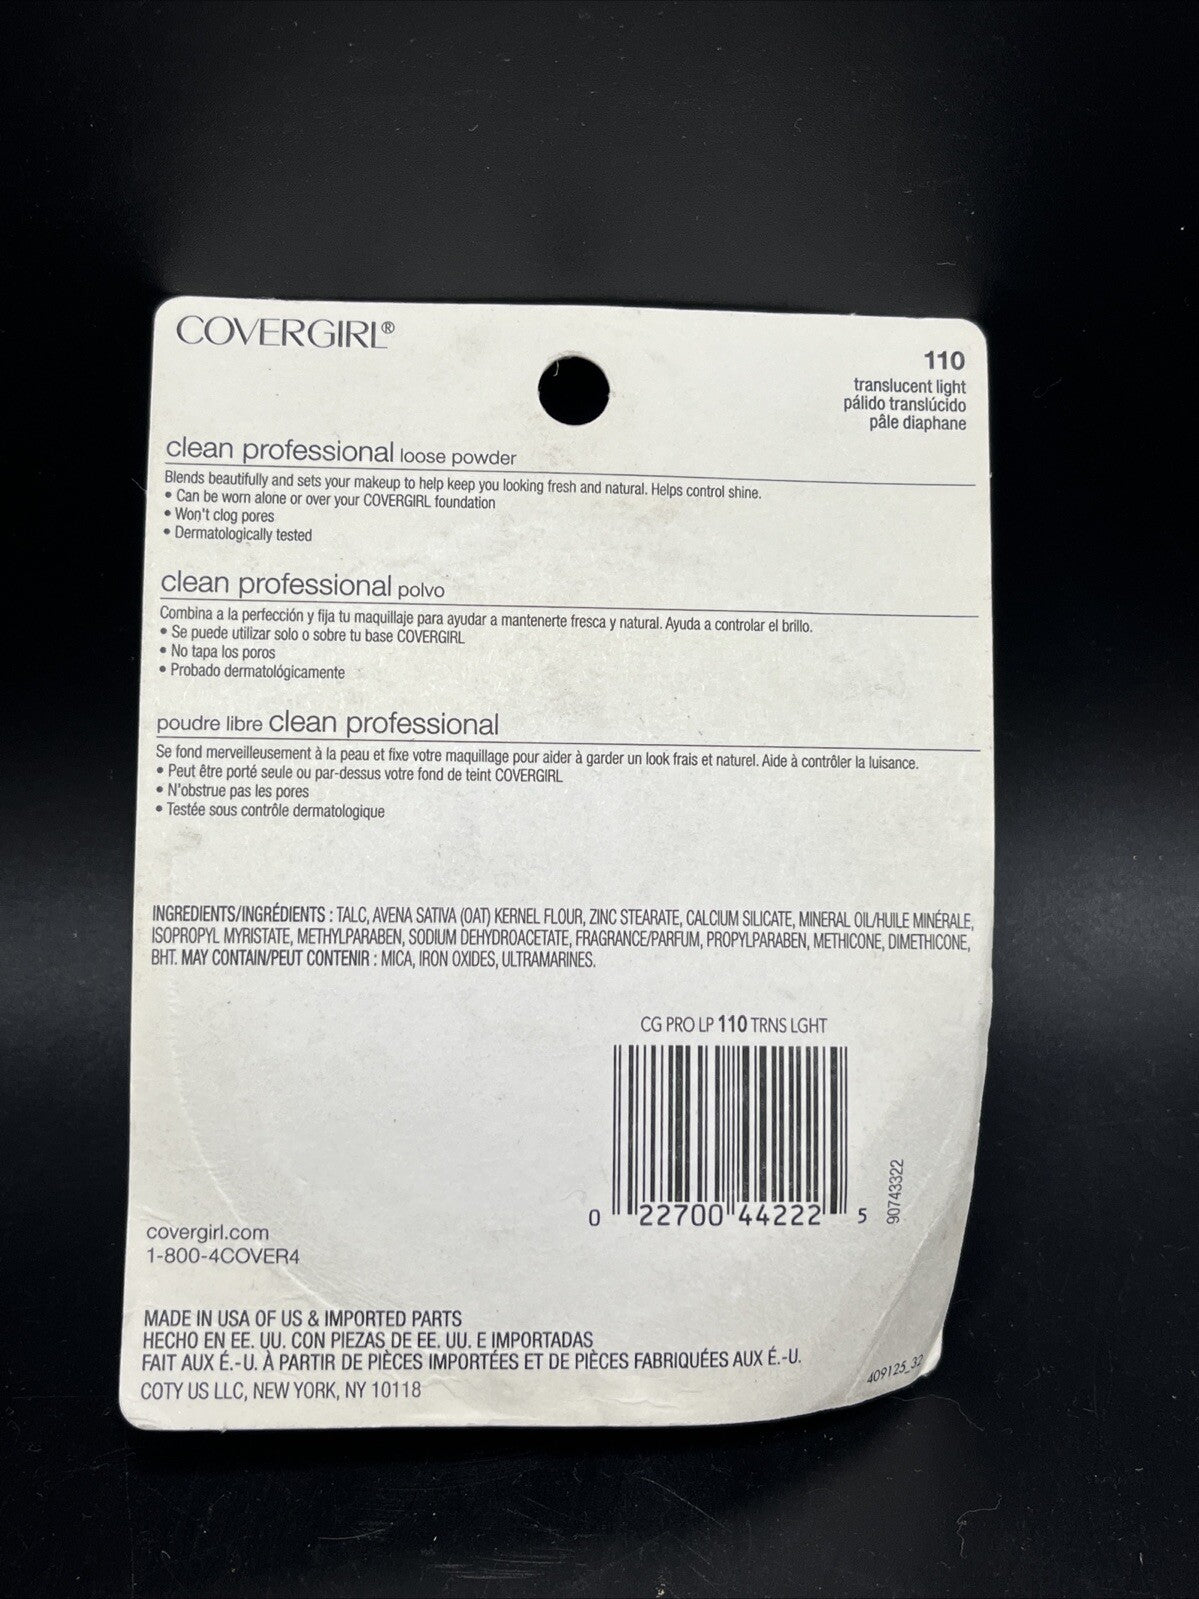 COVERGIRL®
110
translucent light
pálido translúcido
pâle diaphane
clean professional loose powder
Blends beautifully and sets your makeup to help keep you looking fresh and natural. Helps control shine.
• Can be worn alone or over your COVERGIRL foundation
• Won't clog pores
• Dermatologically tested
clean professional polvo
Combina a la perfección y fija tu maquillaje para ayudar a mantenerte fresca y natural. Ayuda a controlar el brillo.
• Se puede utilizar solo o sobre tu base COVERGIRL
• No tapa los poros
• Probado dermatológicamente
poudre libre clean professional
Se fond merveilleusement à la peau et fixe votre maquillage pour aider à garder un look frais et naturel. Aide à contrôler la luisance.
• Peut être porté seule ou par-dessus votre fond de teint COVERGIRL
• N'obstrue pas les pores
• Testée sous contrôle dermatologique
INGREDIENTS/INGRÉDIENTS : TALC, AVENA SATIVA (OAT) KERNEL FLOUR, ZINC STEARATE, CALCIUM SILICATE, MINERAL OIL/HUILE MINÉRALE,
ISOPROPYL MYRISTATE, METHYLPARABEN, SODIUM DEHYDROACETATE, FRAGRANCE/PARFUM, PROPYLPARABEN, METHICONE, DIMETHICONE,
BHT. MAY CONTAIN/PEUT CONTENIR : MICA, IRON OXIDES, ULTRAMARINES.
CG PRO LP 110 TRNS LGHT
0 22700 44222 5
90743322
covergirl.com
1-800-4COVER4
MADE IN USA OF US & IMPORTED PARTS
HECHO EN EE. UU. CON PIEZAS DE EE. UU. E IMPORTADAS
FAIT AUX É.-U. À PARTIR DE PIÈCES IMPORTÉES ET DE PIÈCES FABRIQUÉES AUX É.-U.
COTY US LLC, NEW YORK, NY 10118
409125_32